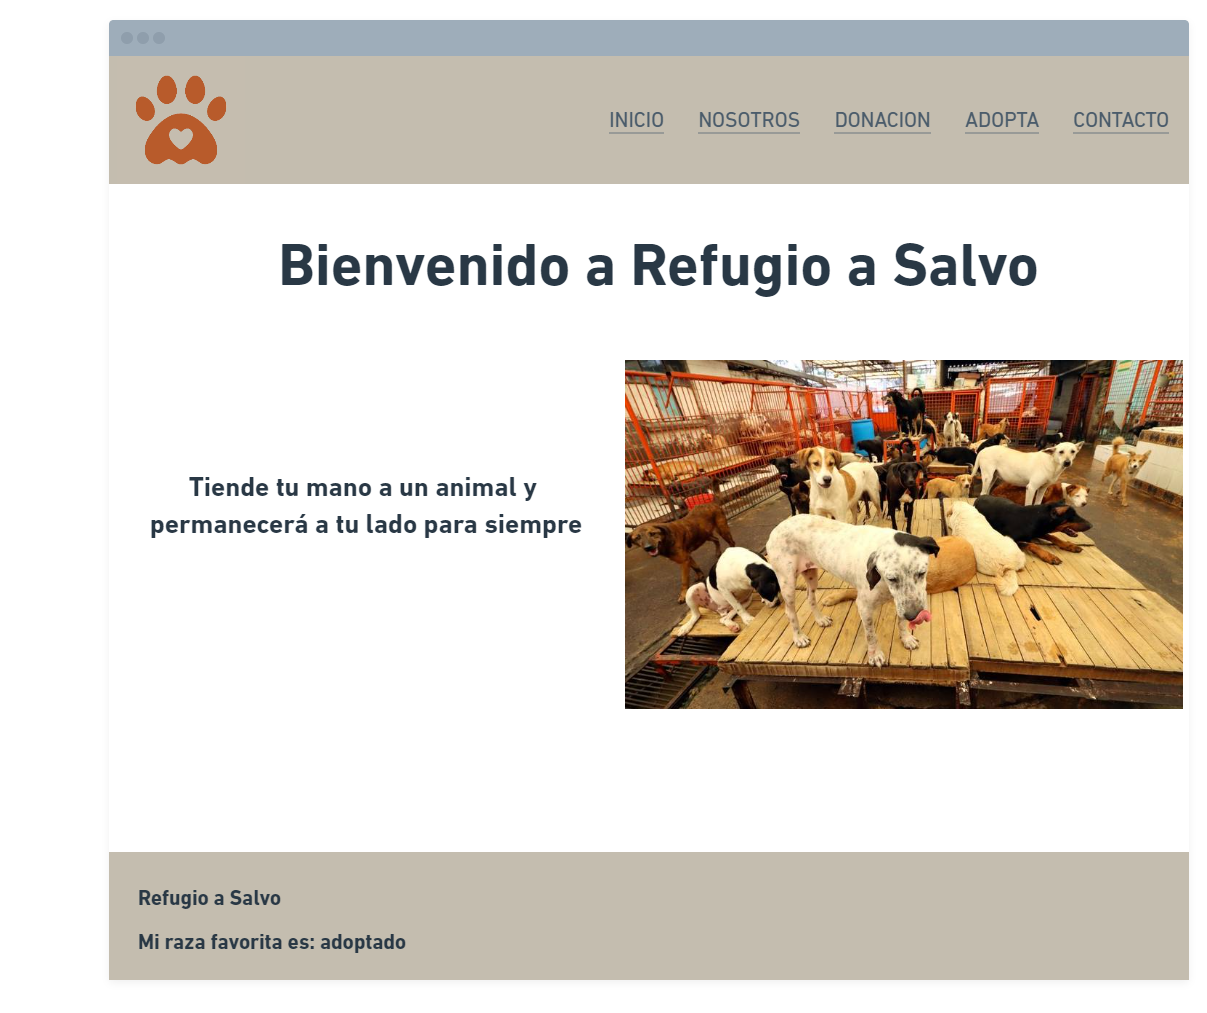 INICIO NOSOTROS DONACION ADOPTA CONTACTO
Bienvenido a Refugio a Salvo
Tiende tu mano a un animal y
permanecerá a tu lado para siempre
Refugio a Salvo
Mi raza favorita es: adoptado